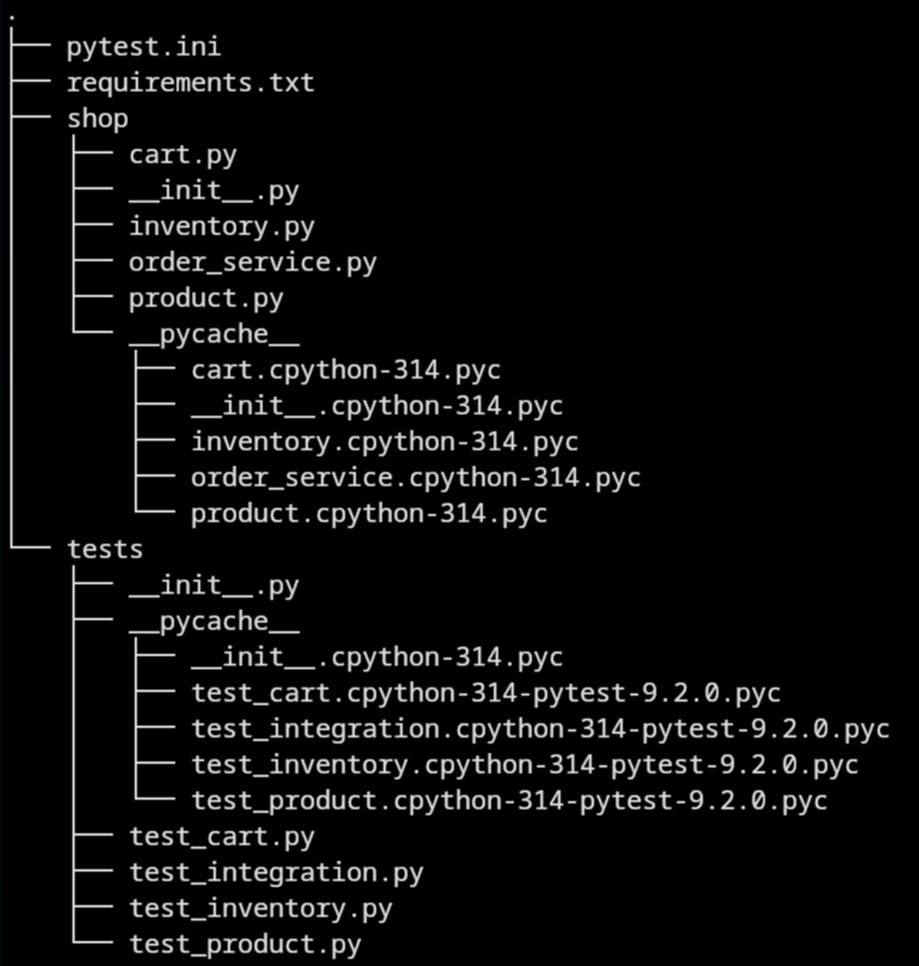 .
├── pytest.ini
├── requirements.txt
├── shop
│   ├── cart.py
│   ├── __init__.py
│   ├── inventory.py
│   ├── order_service.py
│   ├── product.py
│   └── __pycache__
│       ├── cart.cpython-314.pyc
│       ├── __init__.cpython-314.pyc
│       ├── inventory.cpython-314.pyc
│       ├── order_service.cpython-314.pyc
│       └── product.cpython-314.pyc
└── tests
    ├── __init__.py
    ├── __pycache__
    │   ├── __init__.cpython-314.pyc
    │   ├── test_cart.cpython-314-pytest-9.2.0.pyc
    │   ├── test_integration.cpython-314-pytest-9.2.0.pyc
    │   ├── test_inventory.cpython-314-pytest-9.2.0.pyc
    │   └── test_product.cpython-314-pytest-9.2.0.pyc
    ├── test_cart.py
    ├── test_integration.py
    ├── test_inventory.py
    └── test_product.py